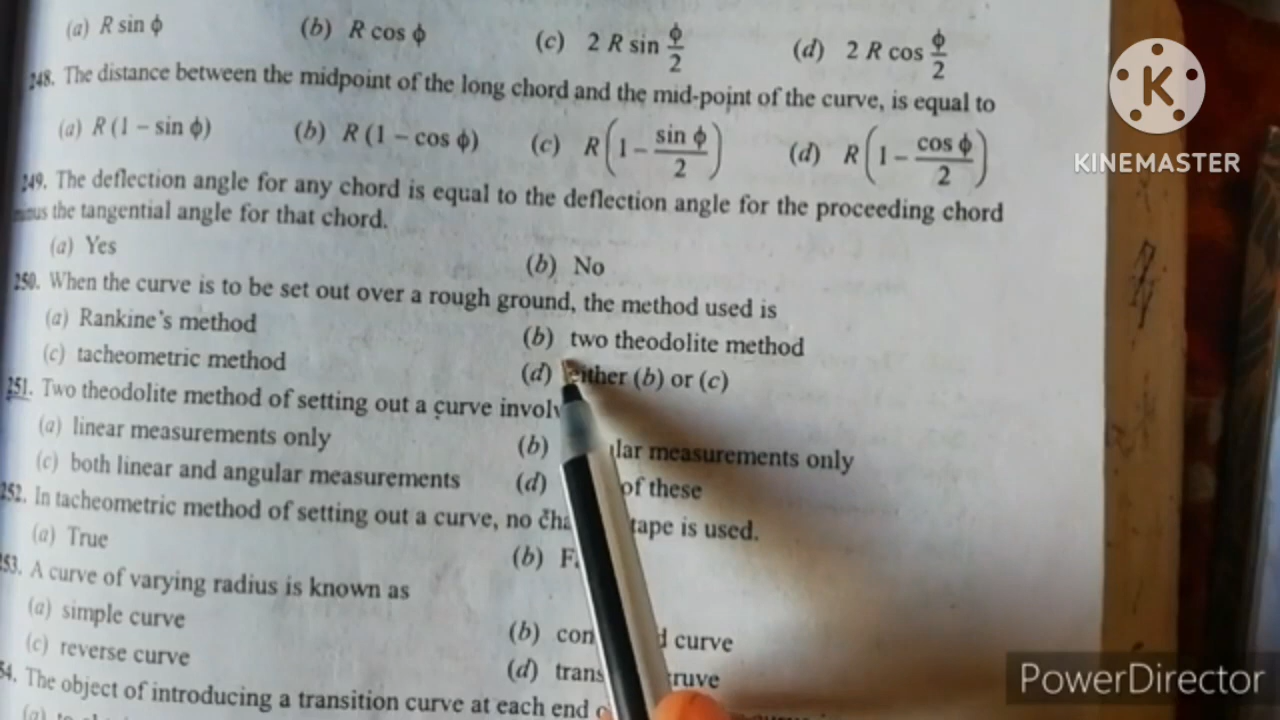 (a) R sin ϕ (b) R cos ϕ (c) 2 R sin ϕ/2 (d) 2 R cos ϕ/2
248. The distance between the midpoint of the long chord and the mid-point of the curve, is equal to
(a) R (1 – sin ϕ) (b) R (1 – cos ϕ) (c) R(1 – sin ϕ/2) (d) R(1 – cos ϕ/2)
249. The deflection angle for any chord is equal to the deflection angle for the proceeding chord
the tangential angle for that chord.
(a) Yes (b) No
250. When the curve is to be set out over a rough ground, the method used is
(a) Rankine's method (b) two theodolite method
(c) tacheometric method (d) either (b) or (c)
251. Two theodolite method of setting out a curve
(a) linear measurements only (b) measurements only
(c) both linear and angular measurements (d) of these
252. In tacheometric method of setting out a curve, no tape is used.
(a) True (b)
253. A curve of varying radius is known as
(a) simple curve (b) curve
(c) reverse curve (d) cruve
54. The object of introducing a transition curve at each end
KINEMASTER
PowerDirector